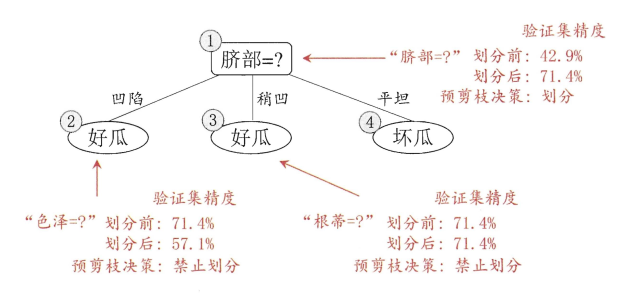 验证集精度
① 脐部=?
“脐部=?” 划分前: 42.9%
划分后: 71.4%
预剪枝决策: 划分
凹陷 稍凹 平坦
② 好瓜 ③ 好瓜 ④ 坏瓜
验证集精度
“色泽=?” 划分前: 71.4%
划分后: 57.1%
预剪枝决策: 禁止划分
验证集精度
“根蒂=?” 划分前: 71.4%
划分后: 71.4%
预剪枝决策: 禁止划分